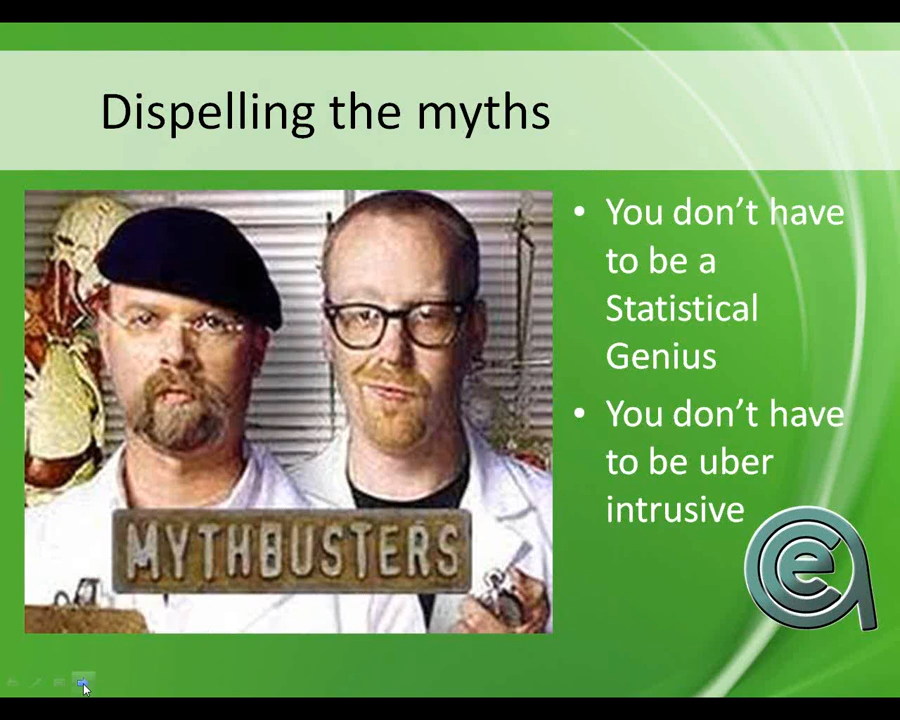 Dispelling the myths
• You don't have
to be a
Statistical
Genius
• You don't have
to be uber
intrusive
MYTHBUSTERS